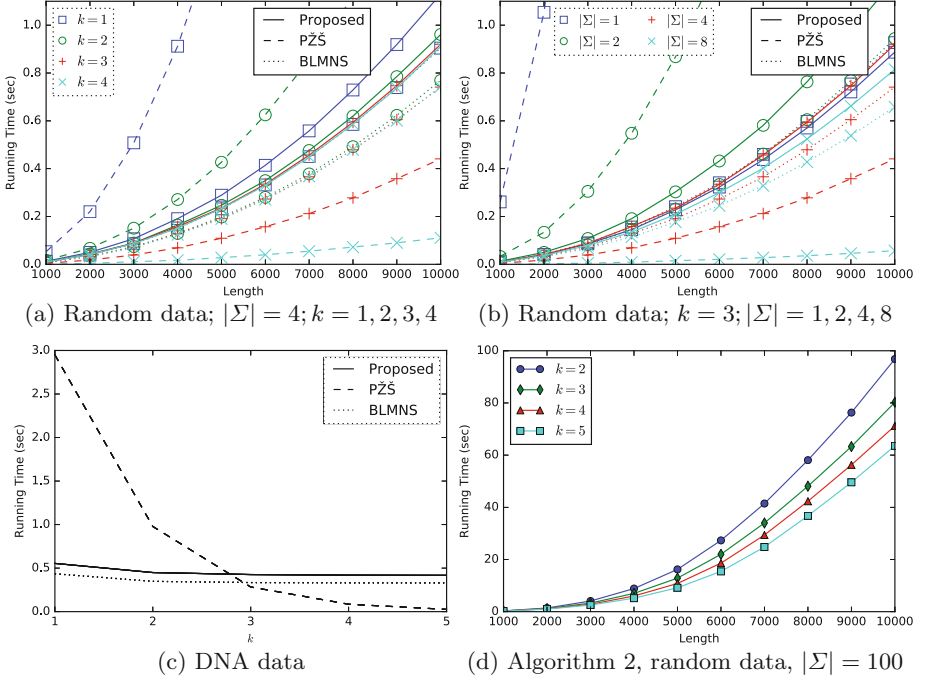 1.1
1.0
0.8
0.6
0.4
0.2
0.0
Running Time (sec)
k = 1
k = 2
k = 3
k = 4
Proposed
PŽŠ
BLMNS
1000 2000 3000 4000 5000 6000 7000 8000 9000 10000
Length
(a) Random data; |Σ| = 4; k = 1, 2, 3, 4
1.0
0.8
0.6
0.4
0.2
0.0
Running Time (sec)
|Σ| = 1
|Σ| = 2
|Σ| = 4
|Σ| = 8
Proposed
PŽŠ
BLMNS
1000 2000 3000 4000 5000 6000 7000 8000 9000 10000
Length
(b) Random data; k = 3; |Σ| = 1, 2, 4, 8
3.0
2.5
2.0
1.5
1.0
0.5
0.0
Running Time (sec)
Proposed
PŽŠ
BLMNS
1 2 3 4 5
k
(c) DNA data
100
80
60
40
20
0
Running Time (sec)
k = 2
k = 3
k = 4
k = 5
1000 2000 3000 4000 5000 6000 7000 8000 9000 10000
Length
(d) Algorithm 2, random data, |Σ| = 100